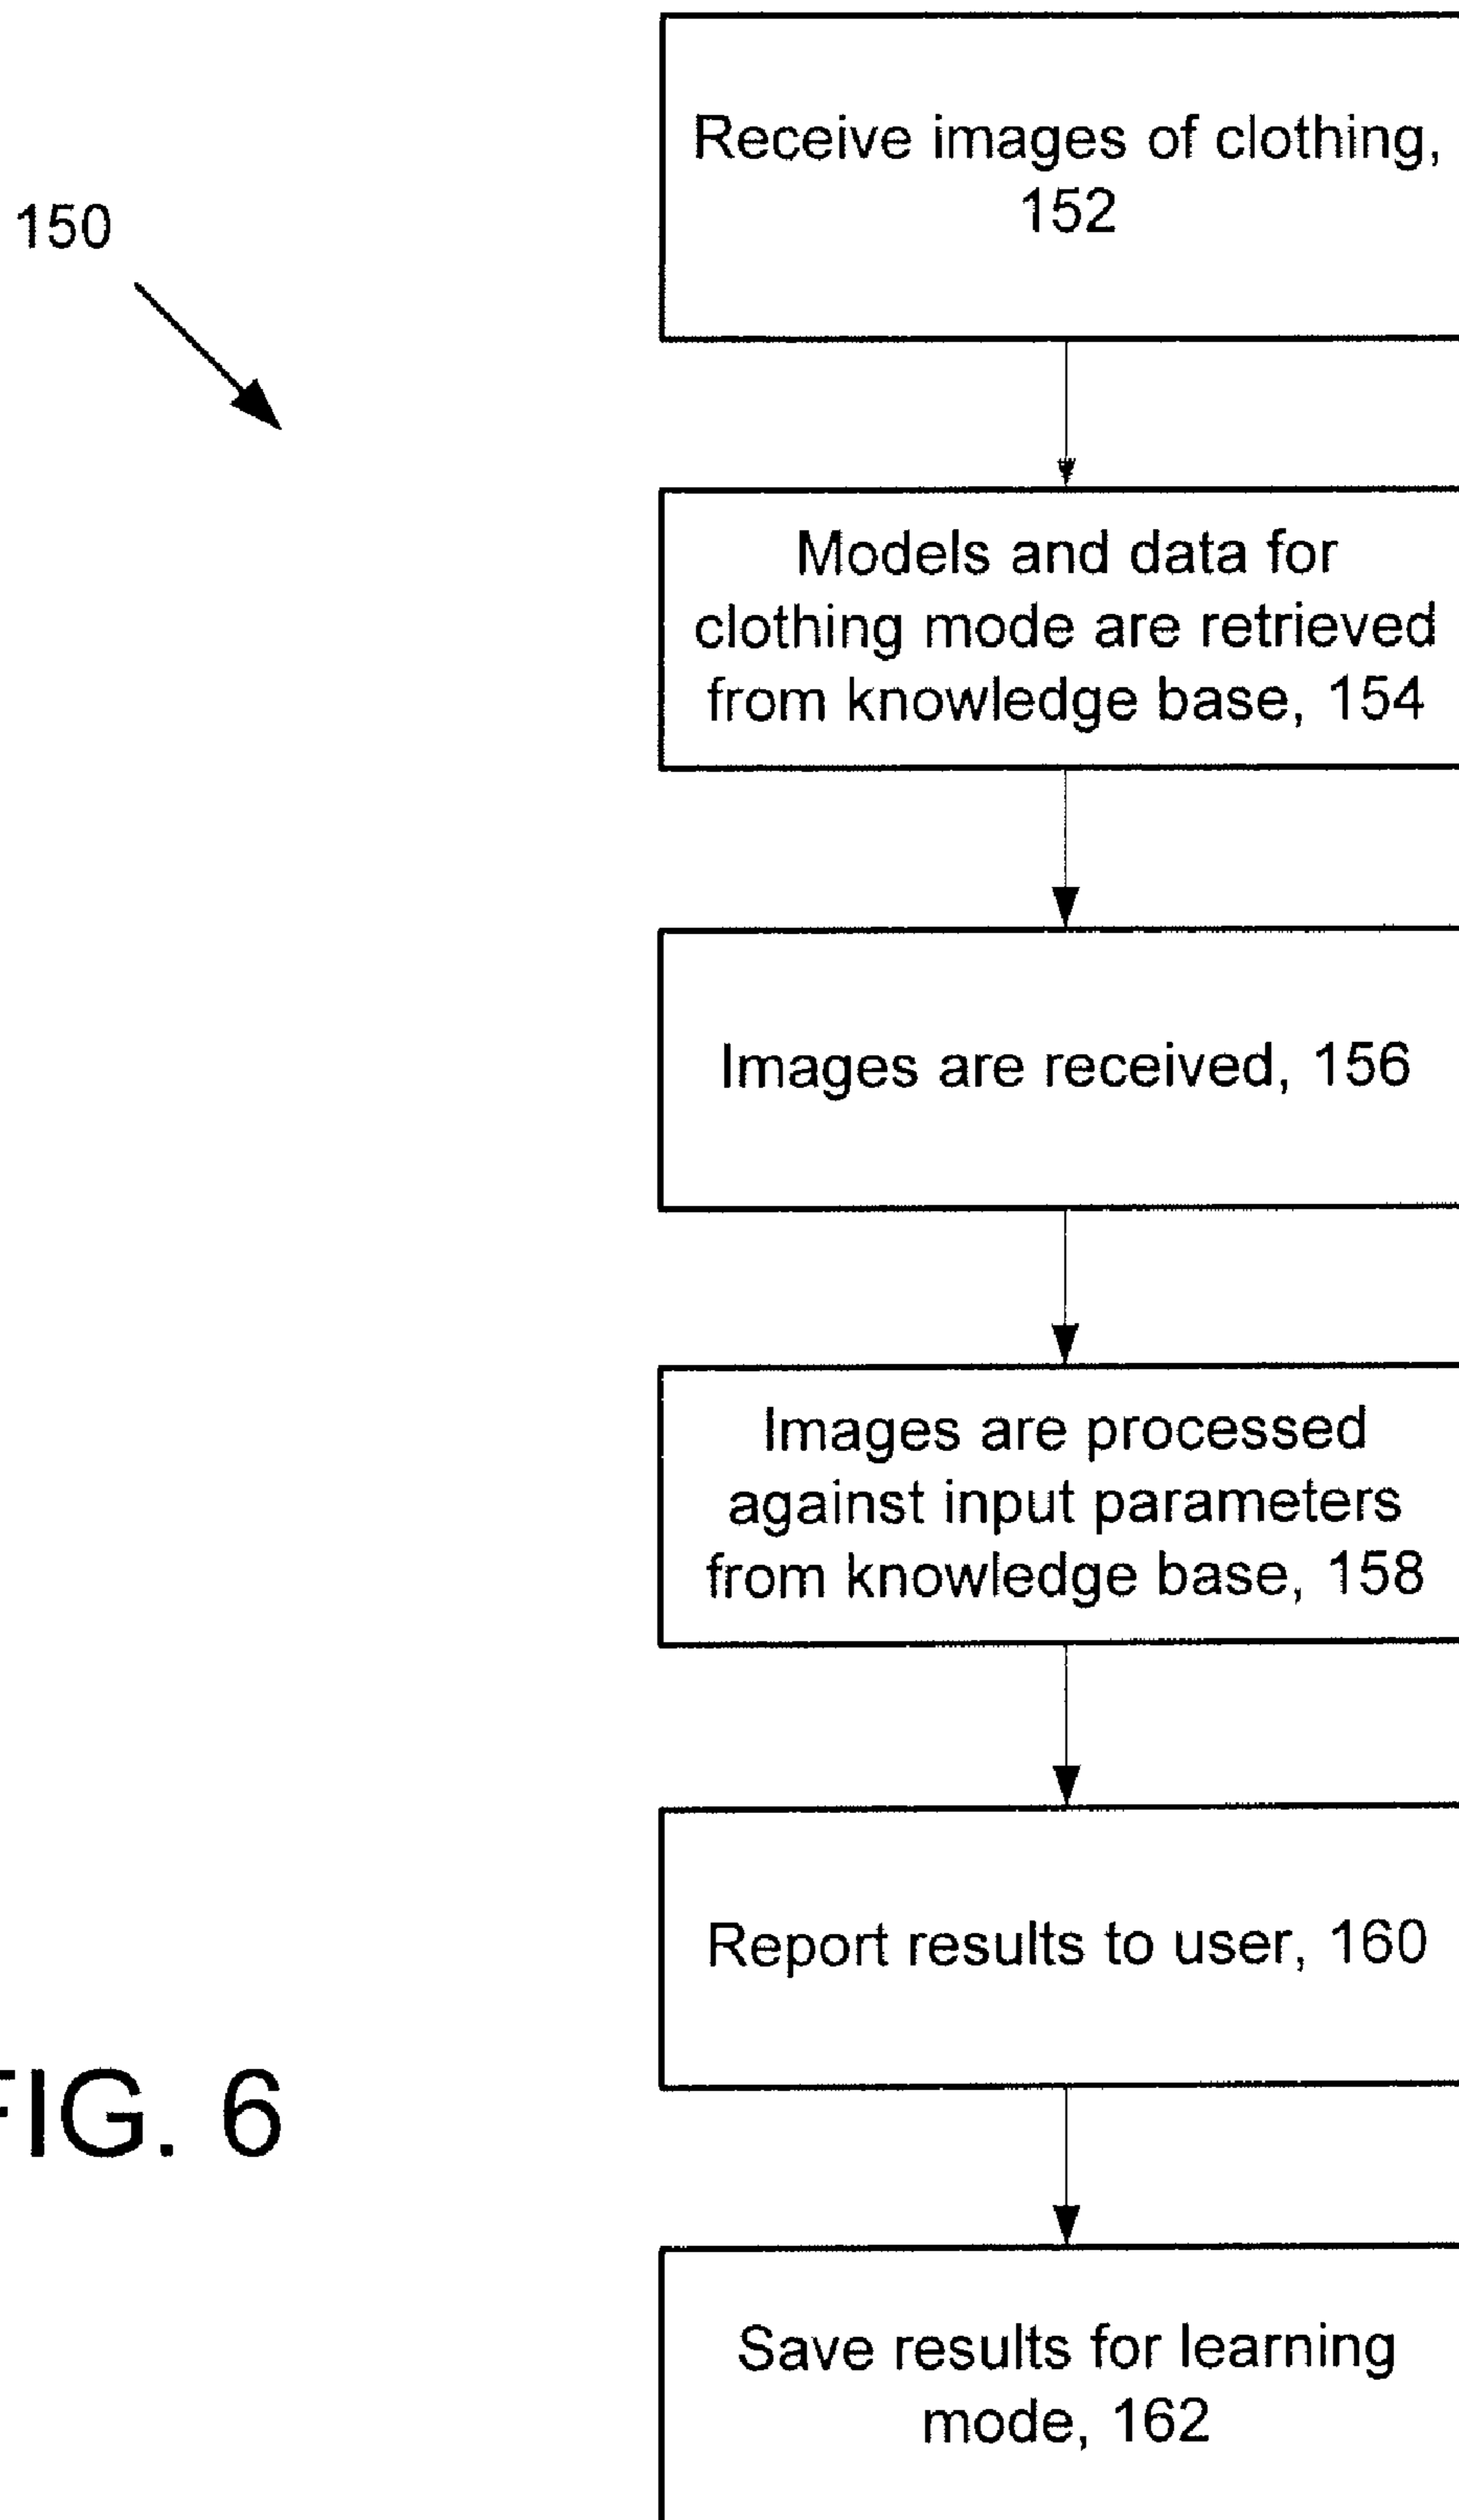 150
Receive images of clothing,
152
Models and data for
clothing mode are retrieved
from knowledge base, 154
Images are received, 156
Images are processed
against input parameters
from knowledge base, 158
Report results to user, 160
FIG. 6
Save results for learning
mode, 162